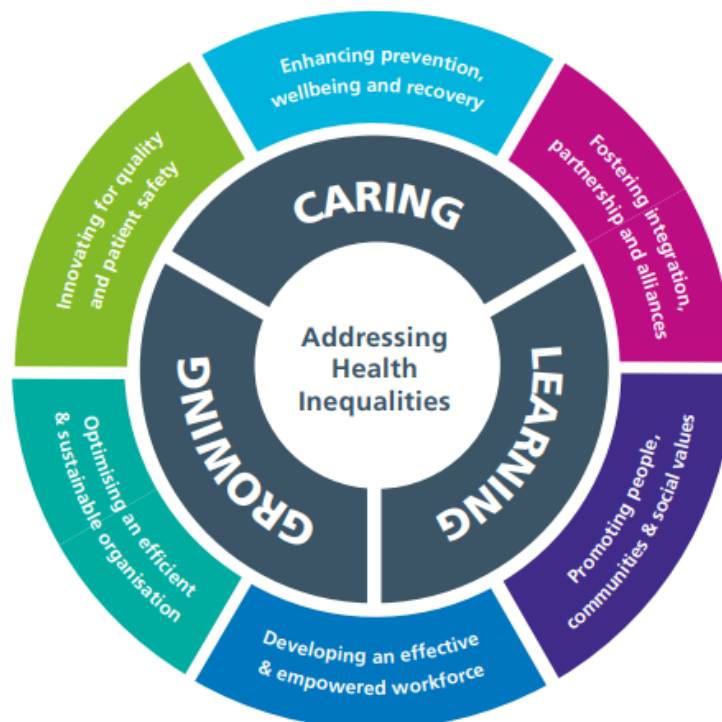 Enhancing prevention,
wellbeing and recovery
Fostering integration,
partnership and alliances
Promoting people,
communities & social values
Developing an effective
& empowered workforce
Optimising an efficient
& sustainable organisation
Innovating for quality
and patient safety
CARING
LEARNING
GROWING
Addressing
Health
Inequalities